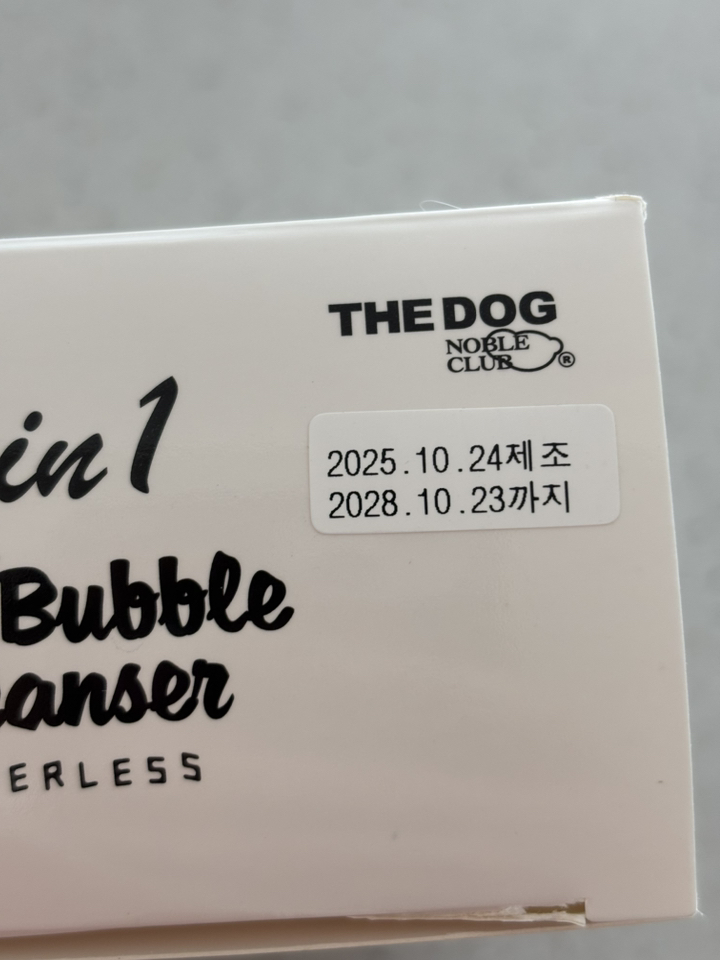 THE DOG
NOBLE
CLUB ®
2025.10.24제조
2028.10.23까지
in 1
Bubble
anser
ERLESS